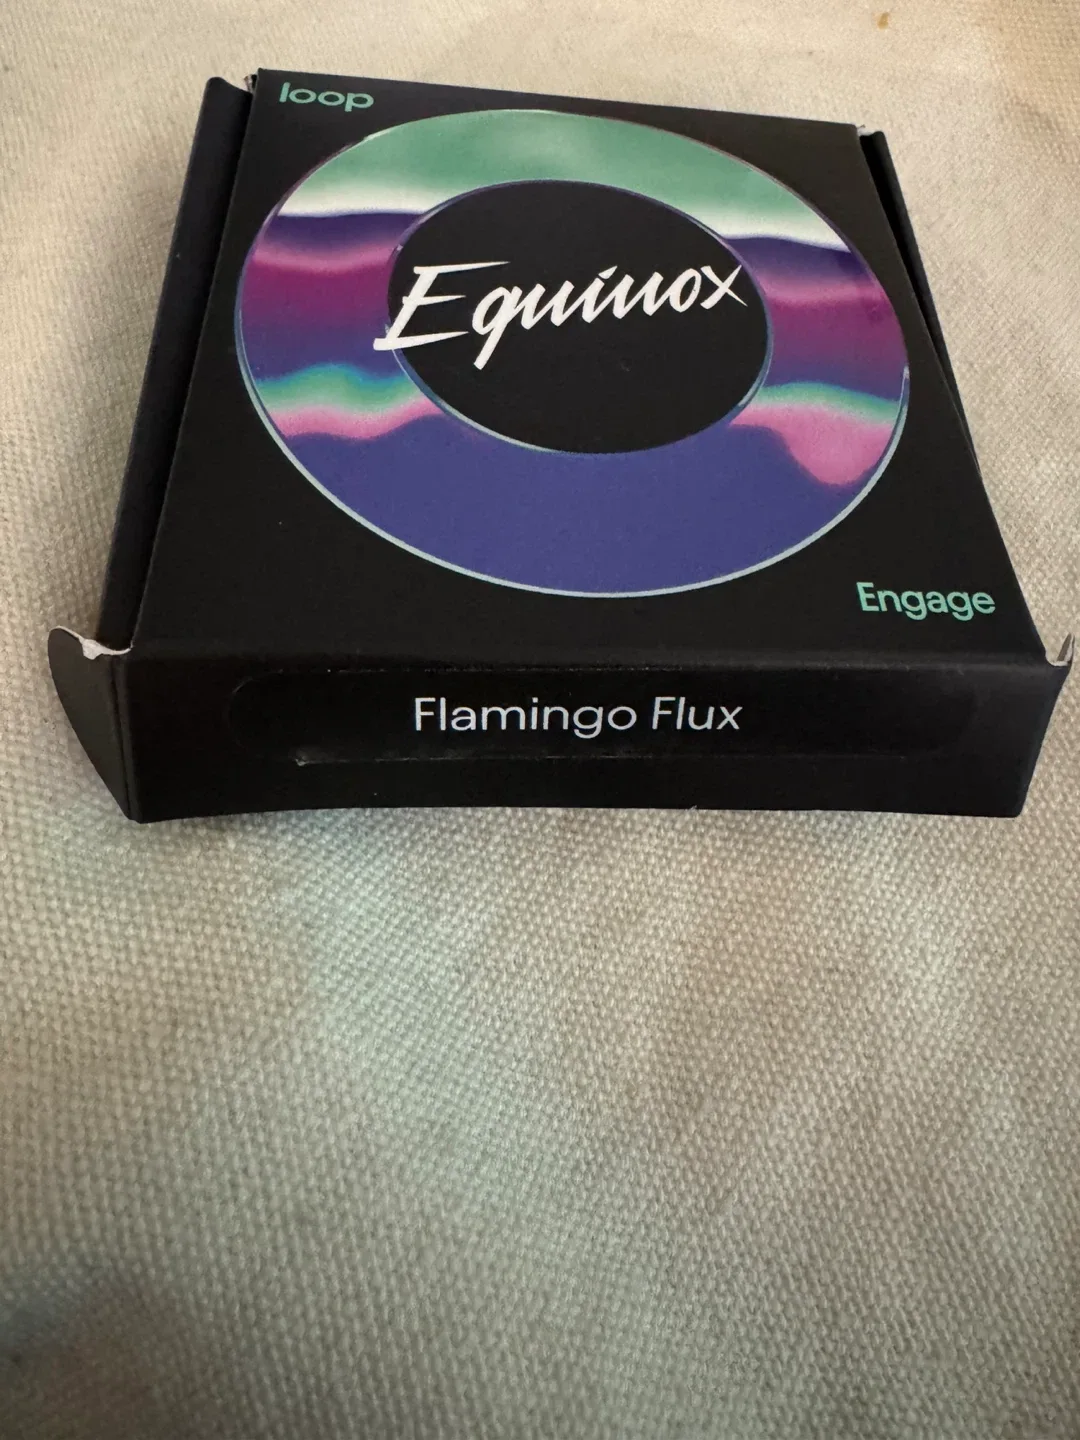 loop
Equinox
Engage
Flamingo Flux